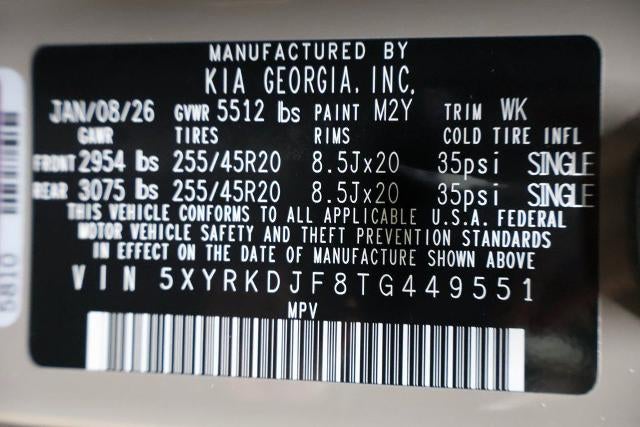 MANUFACTURED BY
KIA GEORGIA, INC.
JAN/08/26 GVWR 5512 lbs PAINT M2Y TRIM WK
GAWR TIRES RIMS COLD TIRE INFL
FRONT 2954 lbs 255/45R20 8.5Jx20 35psi SINGLE
REAR 3075 lbs 255/45R20 8.5Jx20 35psi SINGLE
THIS VEHICLE CONFORMS TO ALL APPLICABLE U.S.A. FEDERAL
MOTOR VEHICLE SAFETY AND THEFT PREVENTION STANDARDS
IN EFFECT ON THE DATE OF MANUFACTURE SHOWN ABOVE
VIN 5XYRKDJF8TG449551
MPV
5810